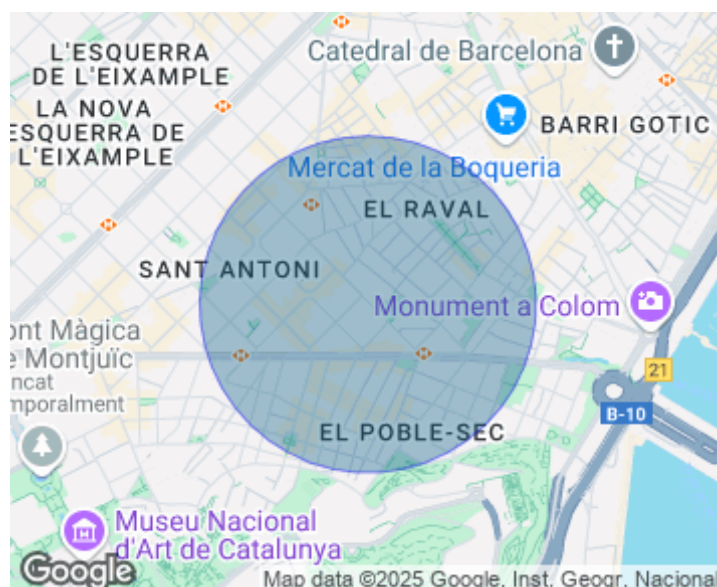 L'ESQUERRA
DE L'EIXAMPLE
Catedral de Barcelona
LA NOVA
ESQUERRA DE
L'EIXAMPLE
BARRI GOTIC
Mercat de la Boqueria
EL RAVAL
SANT ANTONI
Monument a Colom
ont Màgica
e Montjuïc
ncat
mporalment
21
B-10
EL POBLE-SEC
Museu Nacional
d'Art de Catalunya
Google
Map data ©2025 Google, Inst. Geogr. Nacional